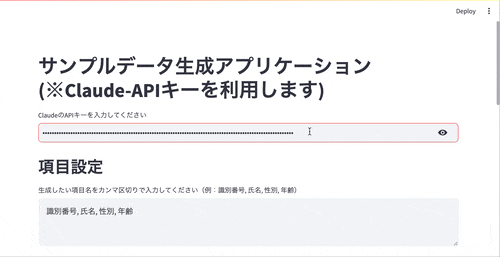 Deploy
サンプルデータ生成アプリケーション
(※Claude-APIキーを利用します)
ClaudeのAPIキーを入力してください
項目設定
生成したい項目名をカンマ区切りで入力してください（例：識別番号, 氏名, 性別, 年齢）
識別番号, 氏名, 性別, 年齢